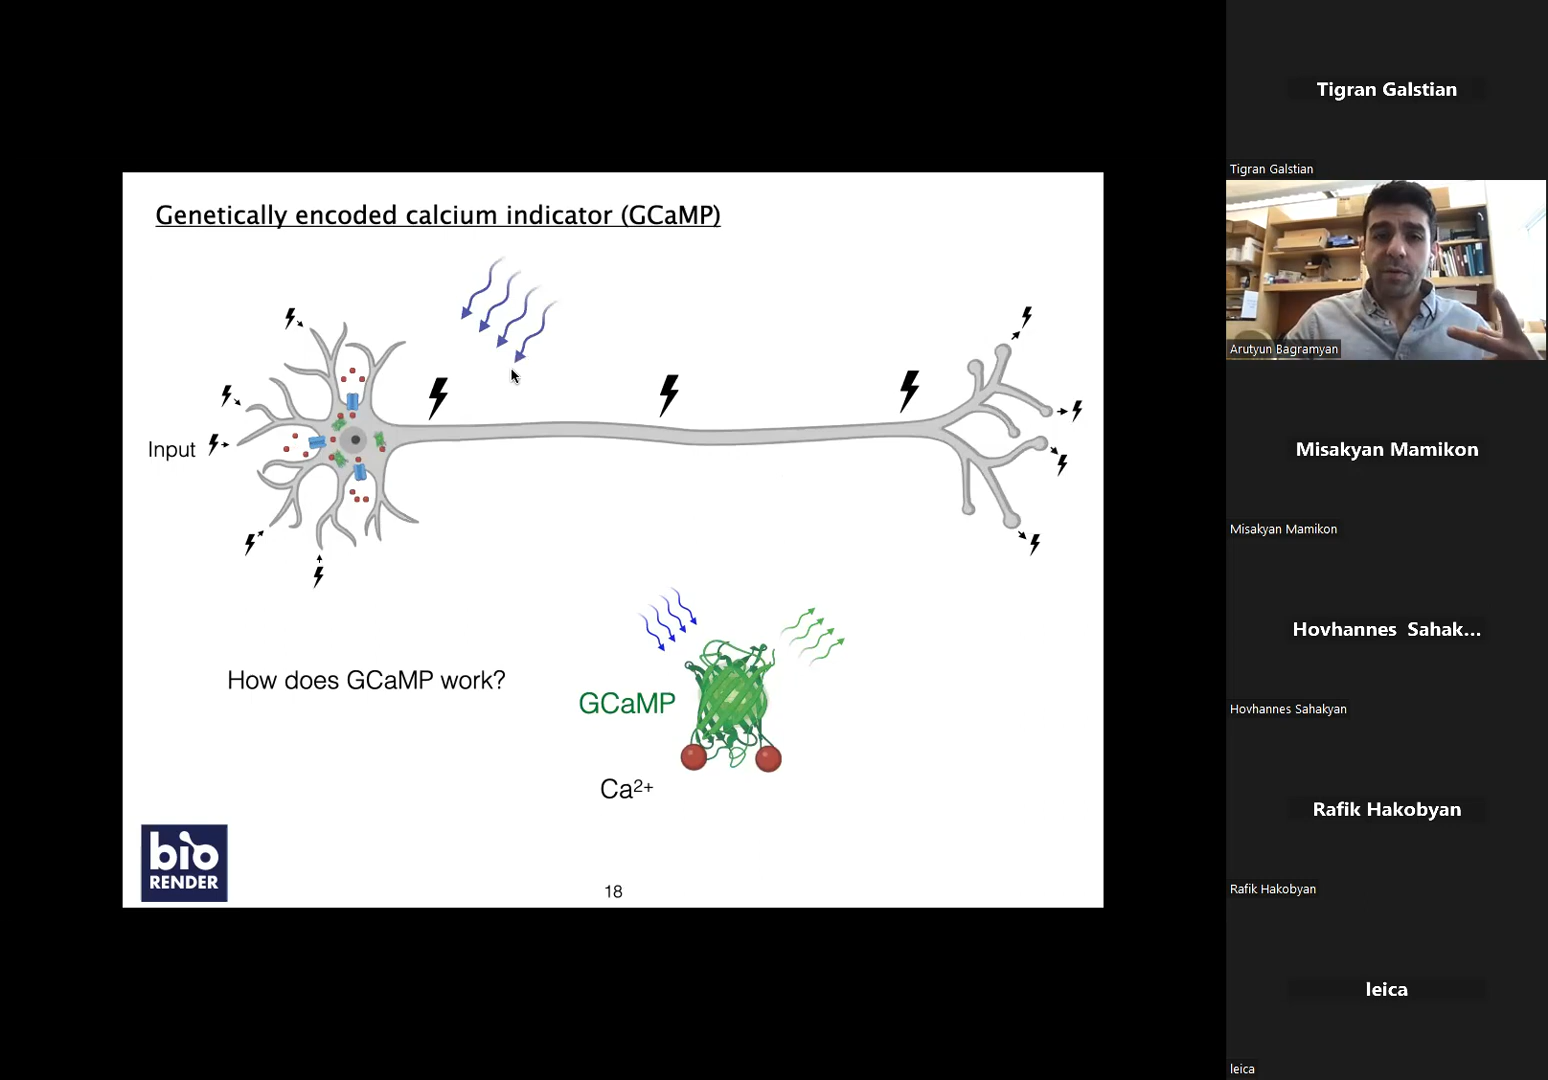 Genetically encoded calcium indicator (GCaMP)
Input
How does GCaMP work?
GCaMP
Ca2+
bio
RENDER
18
Tigran Galstian
Tigran Galstian
Arutyun Bagramyan
Misakyan Mamikon
Misakyan Mamikon
Hovhannes Sahak...
Hovhannes Sahakyan
Rafik Hakobyan
Rafik Hakobyan
leica
leica